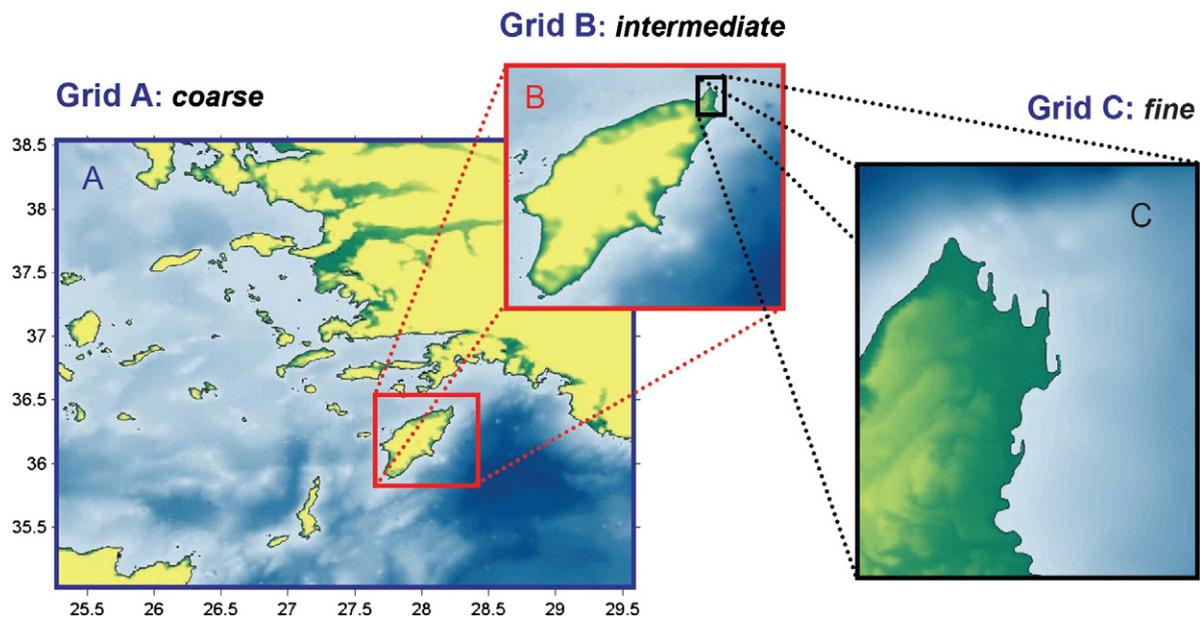 Grid B: intermediate
Grid A: coarse
Grid C: fine
B
A
C
38.5
38
37.5
37
36.5
36
35.5
25.5 26 26.5 27 27.5 28 28.5 29 29.5